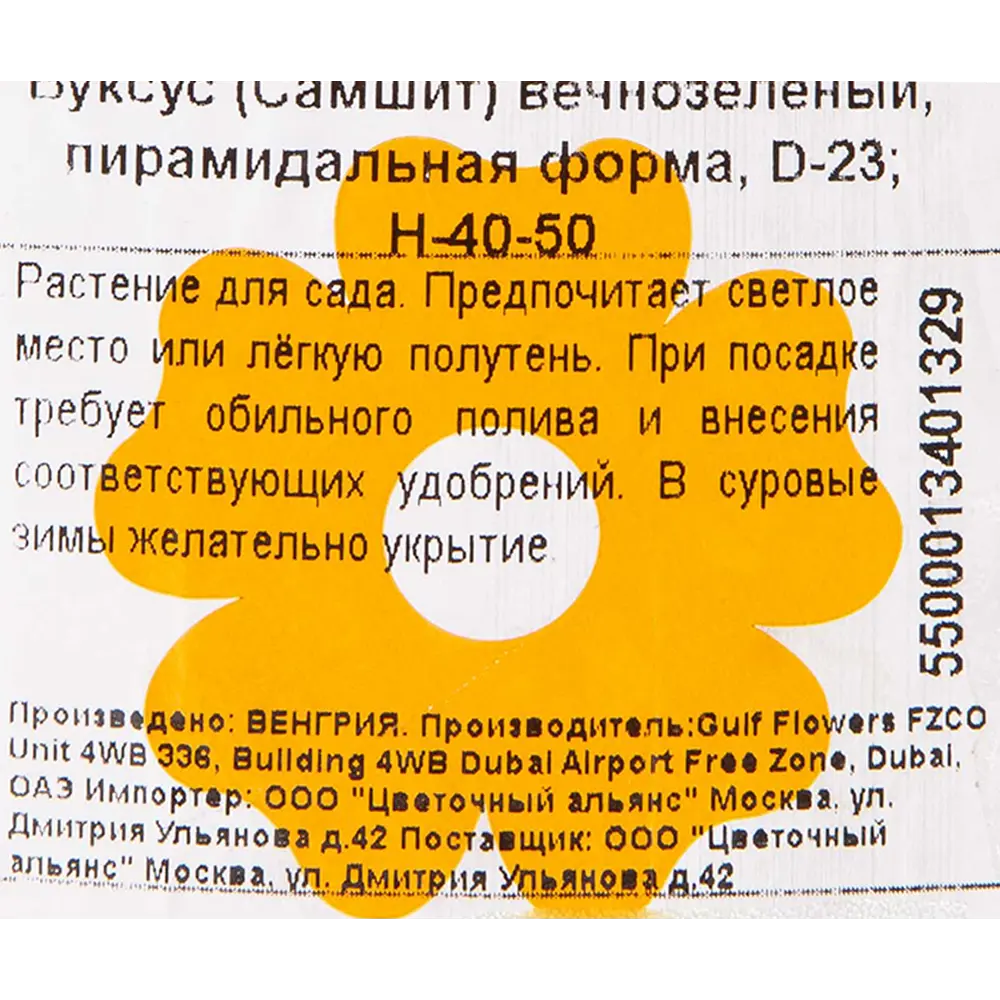 Буксус (Самшит) вечнозеленый,
пирамидальная форма, D-23;
H-40-50
Растение для сада. Предпочитает светлое
место или лёгкую полутень. При посадке
требует обильного полива и внесения
соответствующих удобрений. В суровые
зимы желательно укрытие.
5500013401329
Произведено: ВЕНГРИЯ. Производитель:Gulf Flowers FZCO
Unit 4WB 336, Building 4WB Dubai Airport Free Zone, Dubai,
ОАЭ Импортер: ООО "Цветочный альянс" Москва, ул.
Дмитрия Ульянова д.42 Поставщик: ООО "Цветочный
альянс" Москва, ул. Дмитрия Ульянова д.42